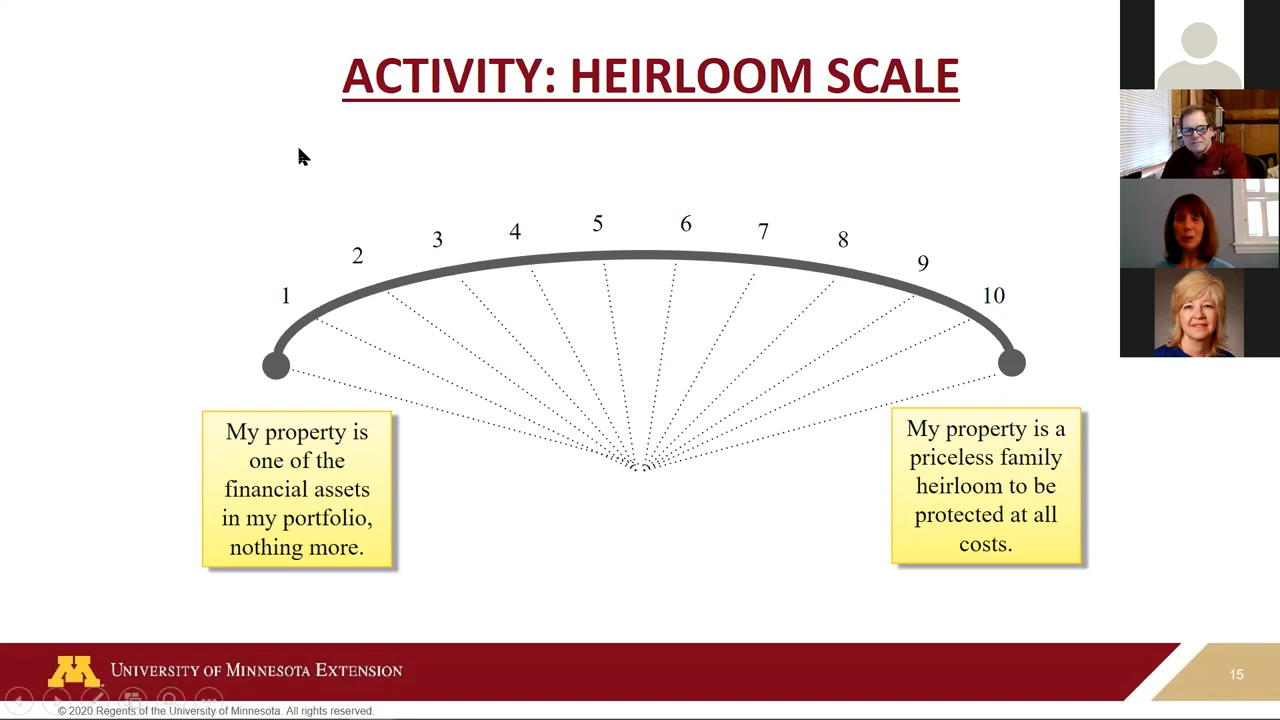 ACTIVITY: HEIRLOOM SCALE
1
2
3
4
5
6
7
8
9
10
My property is
one of the
financial assets
in my portfolio,
nothing more.
My property is a
priceless family
heirloom to be
protected at all
costs.
M
UNIVERSITY OF MINNESOTA EXTENSION
15
© 2020 Regents of the University of Minnesota. All rights reserved.